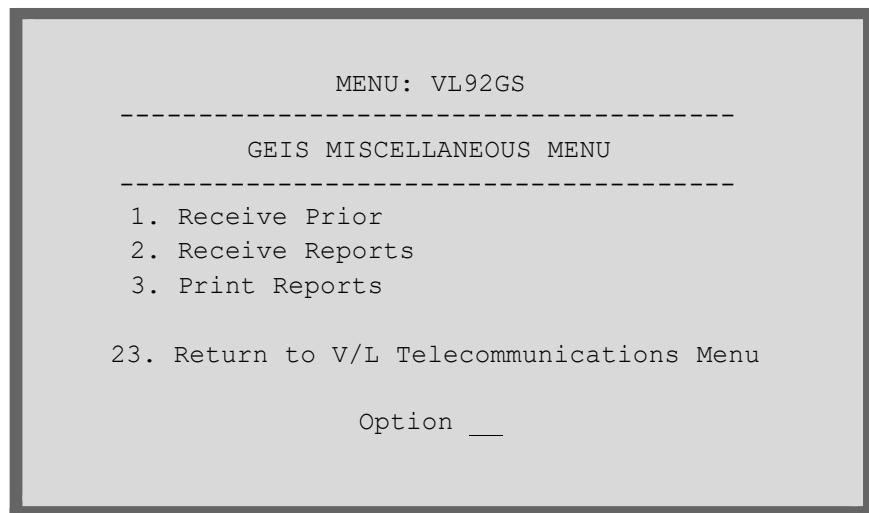 MENU: VL92GS
---------------------------------------
GEIS MISCELLANEOUS MENU
---------------------------------------
1. Receive Prior
2. Receive Reports
3. Print Reports
23. Return to V/L Telecommunications Menu
Option __